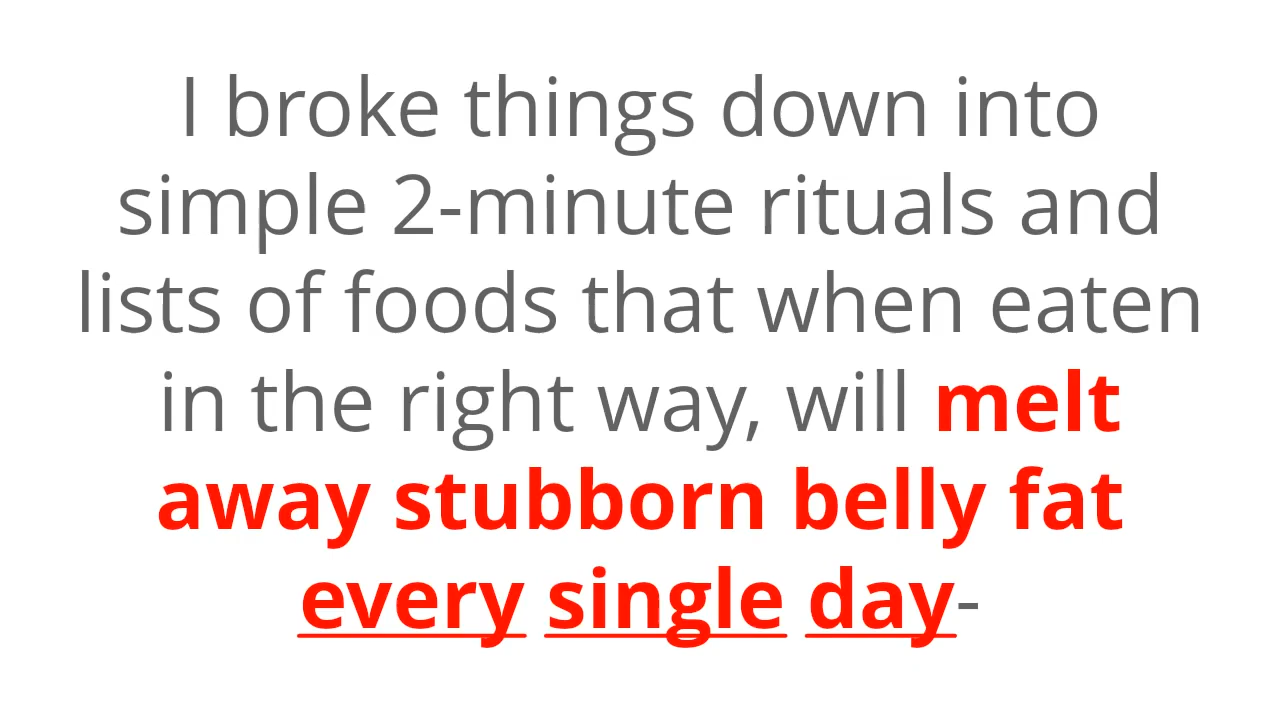 I broke things down into
simple 2-minute rituals and
lists of foods that when eaten
in the right way, will melt
away stubborn belly fat
every single day-